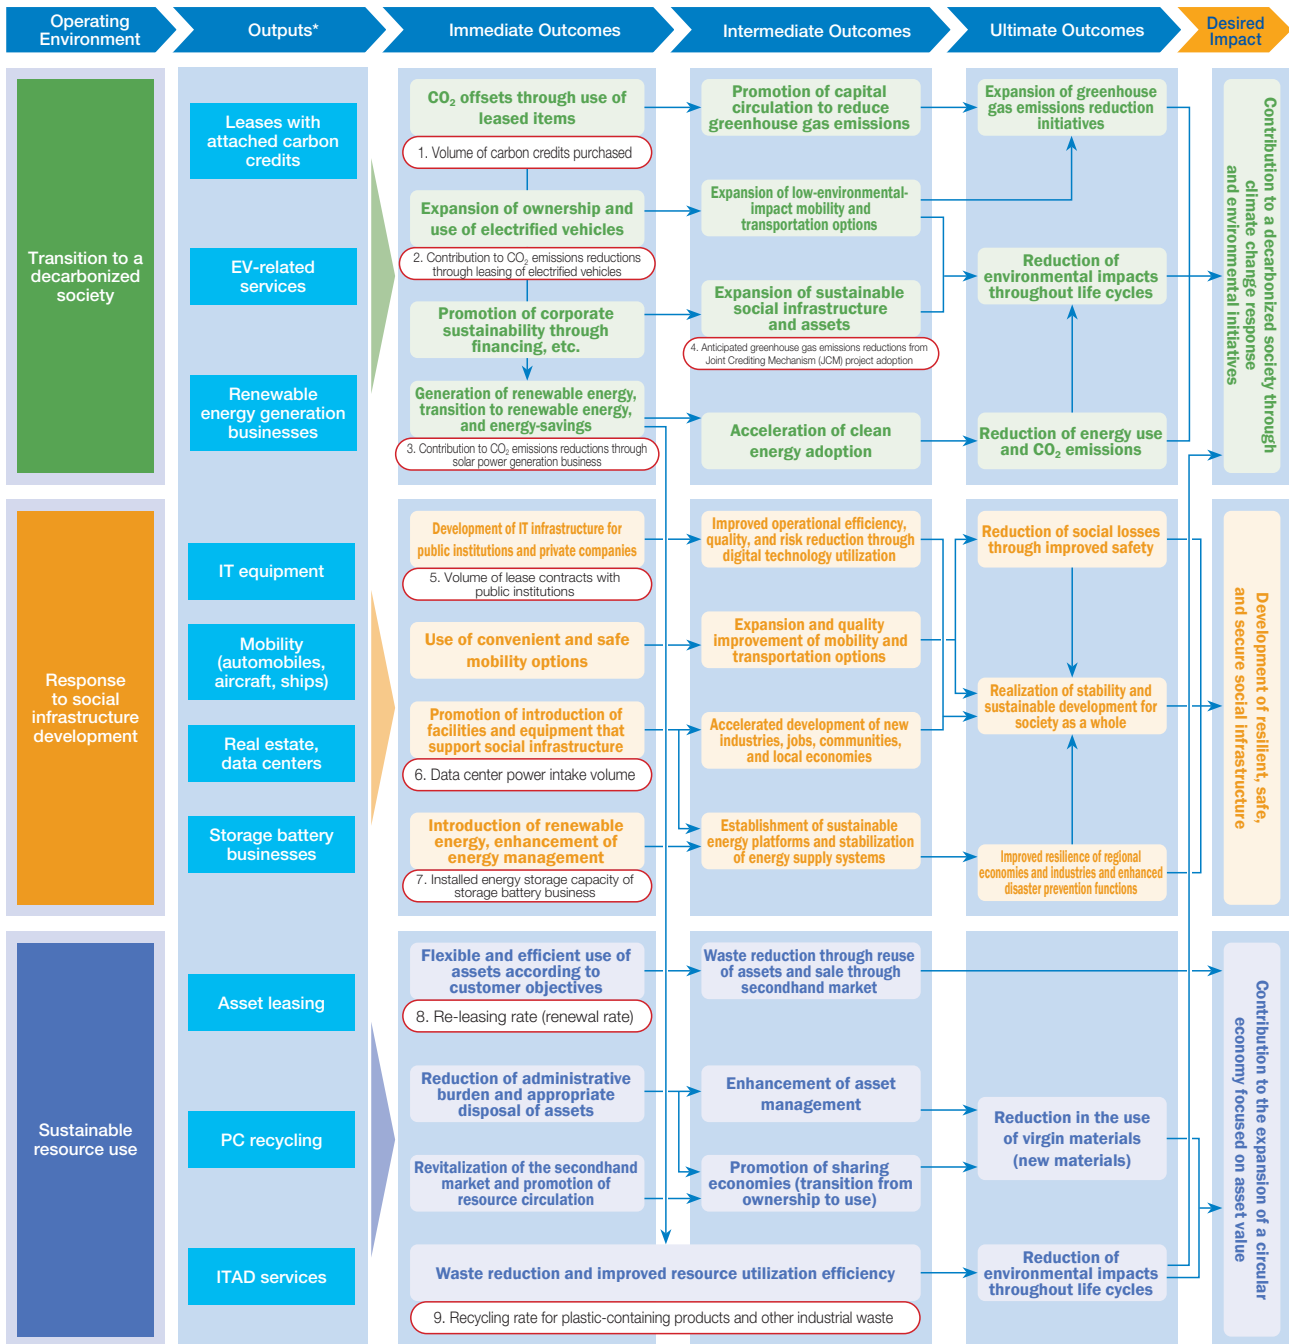 Operating
Environment
Outputs*
Immediate Outcomes
Intermediate Outcomes
Ultimate Outcomes
Desired
Impact
Transition to a
decarbonized
society
Leases with
attached carbon
credits
EV-related
services
Renewable
energy generation
businesses
CO₂ offsets through use of
leased items
1. Volume of carbon credits purchased
Expansion of ownership and
use of electrified vehicles
2. Contribution to CO₂ emissions reductions
through leasing of electrified vehicles
Promotion of corporate
sustainability through
financing, etc.
Generation of renewable energy,
transition to renewable energy,
and energy-savings
3. Contribution to CO₂ emissions reductions through
solar power generation business
Promotion of capital
circulation to reduce
greenhouse gas emissions
Expansion of low-environmental-
impact mobility and
transportation options
Expansion of sustainable
social infrastructure
and assets
4. Anticipated greenhouse gas emissions reductions from
Joint Crediting Mechanism (JCM) project adoption
Acceleration of clean
energy adoption
Expansion of greenhouse
gas emissions reduction
initiatives
Reduction of
environmental impacts
throughout life cycles
Reduction of energy use
and CO₂ emissions
Contribution to a decarbonized society through
climate change response
and environmental initiatives
Response
to social
infrastructure
development
IT equipment
Mobility
(automobiles,
aircraft, ships)
Real estate,
data centers
Storage battery
businesses
Development of IT infrastructure for
public institutions and private companies
5. Volume of lease contracts with
public institutions
Use of convenient and safe
mobility options
Promotion of introduction of
facilities and equipment that
support social infrastructure
6. Data center power intake volume
Introduction of renewable
energy, enhancement of
energy management
7. Installed energy storage capacity of
storage battery business
Improved operational efficiency,
quality, and risk reduction through
digital technology utilization
Expansion and quality
improvement of mobility and
transportation options
Accelerated development of new
industries, jobs, communities,
and local economies
Establishment of sustainable
energy platforms and stabilization
of energy supply systems
Reduction of social losses
through improved safety
Realization of stability and
sustainable development for
society as a whole
Improved resilience of regional
economies and industries and enhanced
disaster prevention functions
Development of resilient, safe,
and secure social infrastructure
Sustainable
resource use
Asset leasing
PC recycling
ITAD services
Flexible and efficient use of
assets according to
customer objectives
8. Re-leasing rate (renewal rate)
Reduction of administrative
burden and appropriate
disposal of assets
Revitalization of the secondhand
market and promotion of
resource circulation
Waste reduction and improved resource utilization efficiency
9. Recycling rate for plastic-containing products and other industrial waste
Waste reduction through reuse
of assets and sale through
secondhand market
Enhancement of asset
management
Promotion of sharing
economies (transition from
ownership to use)
Reduction in the use
of virgin materials
(new materials)
Reduction of
environmental impacts
throughout life cycles
Contribution to the expansion of a circular
economy focused on asset value